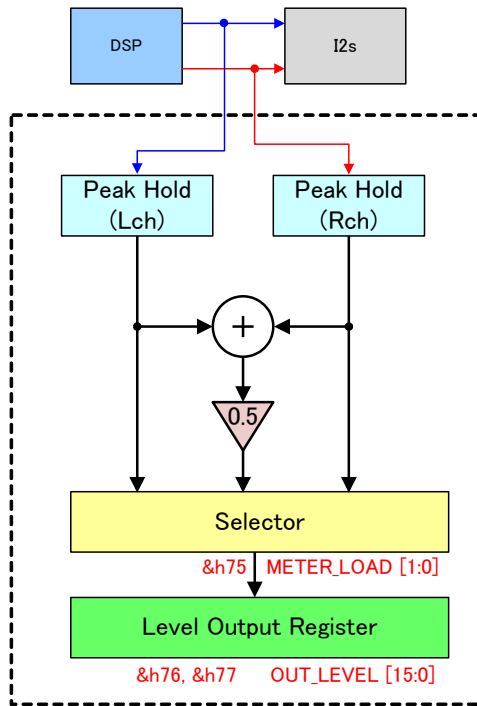 DSP
I2s
Peak Hold
(Lch)
Peak Hold
(Rch)
+
0.5
Selector
&h75 METER_LOAD [1:0]
Level Output Register
&h76, &h77 OUT_LEVEL [15:0]